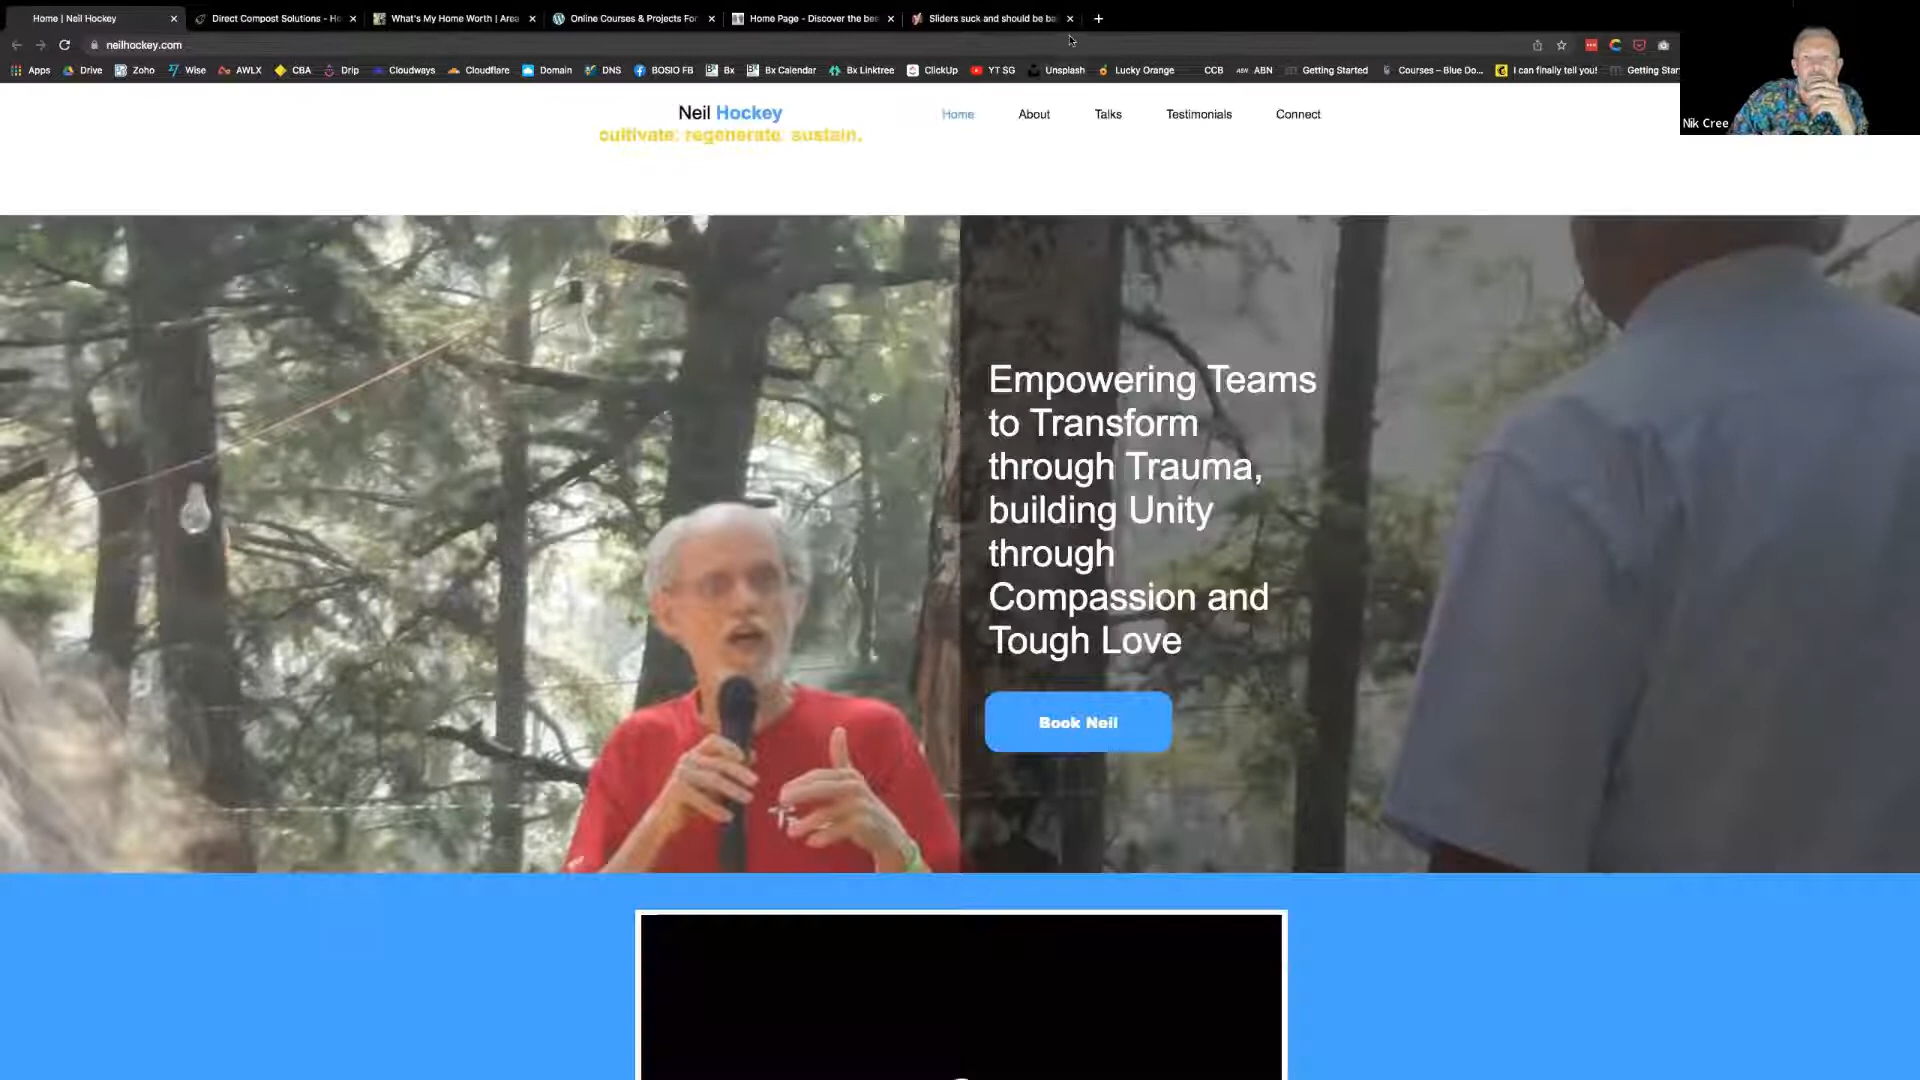 Home | Neil Hockey
Direct Compost Solutions - Ho
What's My Home Worth | Area
Online Courses & Projects For
Home Page - Discover the be
Sliders suck and should be ba
neilhockey.com
Apps Drive Zoho Wise AWLX CBA Drip Cloudways Cloudflare Domain DNS BOSIO FB Bx Bx Calendar Bx Linktree ClickUp YT SG Unsplash Lucky Orange CCB ABN Getting Started Courses – Blue Do... I can finally tell you! Getting Star
Nik Cree
Neil Hockey
cultivate. regenerate. sustain.
Home About Talks Testimonials Connect
Empowering Teams
to Transform
through Trauma,
building Unity
through
Compassion and
Tough Love
Book Neil